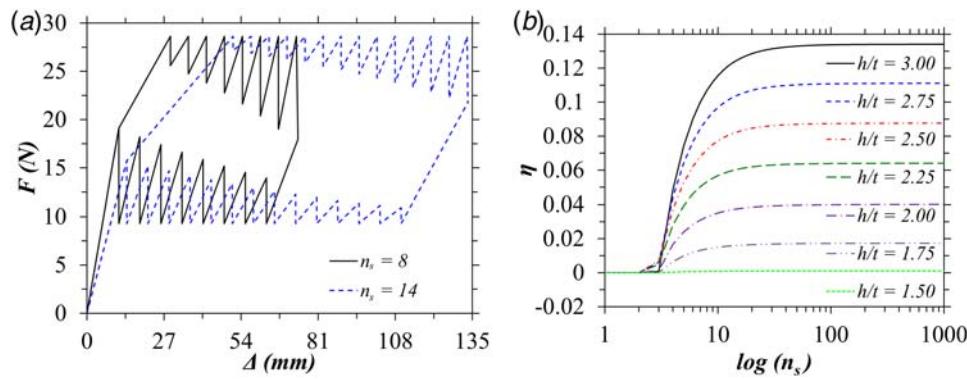 (a)
30
25
20
15
10
5
0
F (N)
0 27 54 81 108 135
Δ (mm)
n_s = 8
n_s = 14
(b)
0.14
0.12
0.1
0.08
0.06
0.04
0.02
0
-0.02
η
1 10 100 1000
log (n_s)
h/t = 3.00
h/t = 2.75
h/t = 2.50
h/t = 2.25
h/t = 2.00
h/t = 1.75
h/t = 1.50